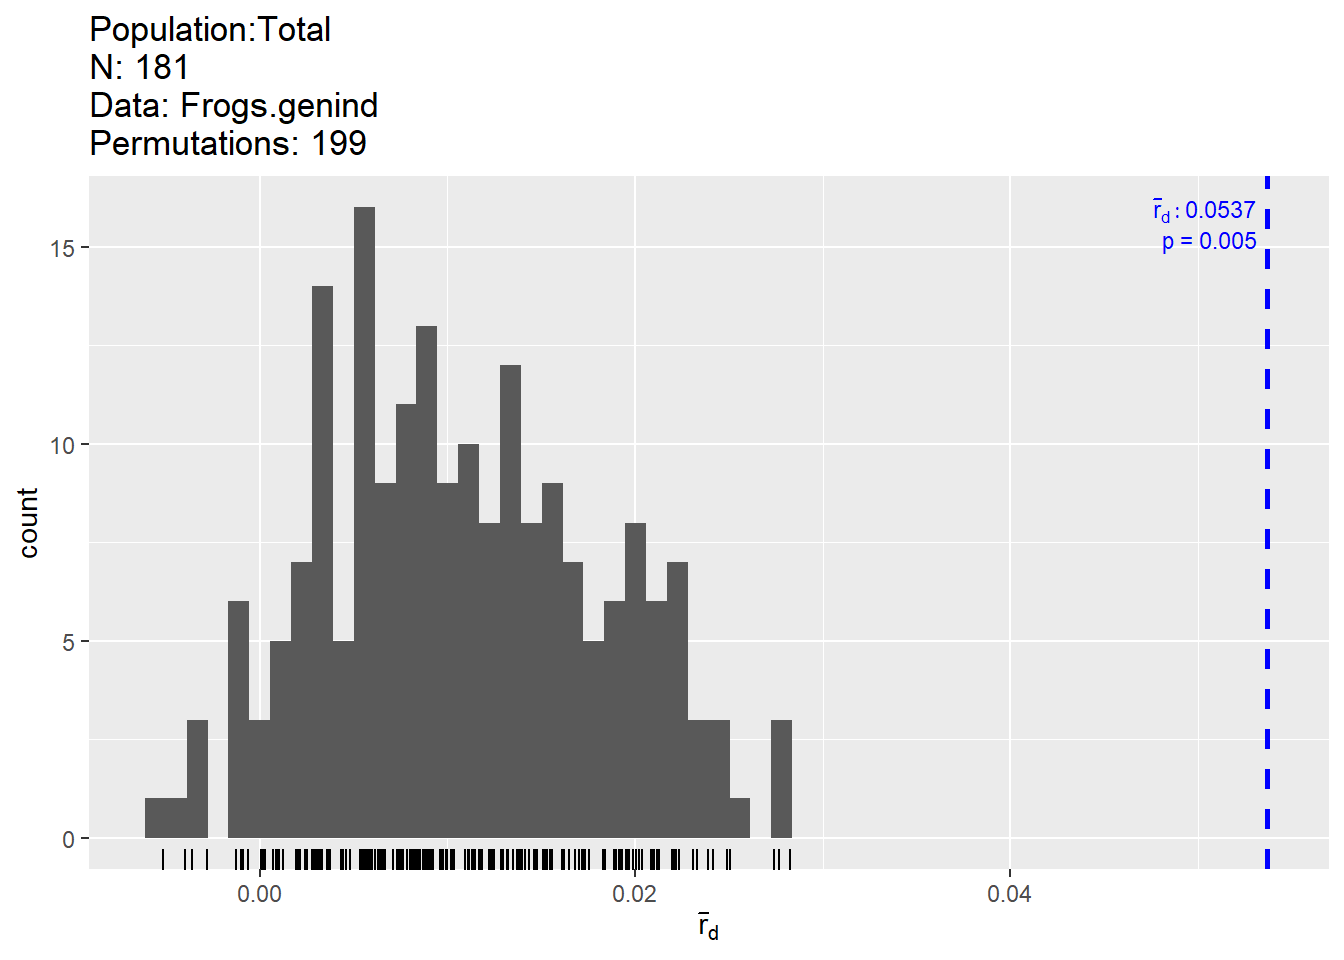 Population:Total
N: 181
Data: Frogs.genind
Permutations: 199
r̄d : 0.0537
p = 0.005
15
10
5
0
count
0.00 0.02 0.04
r̄d